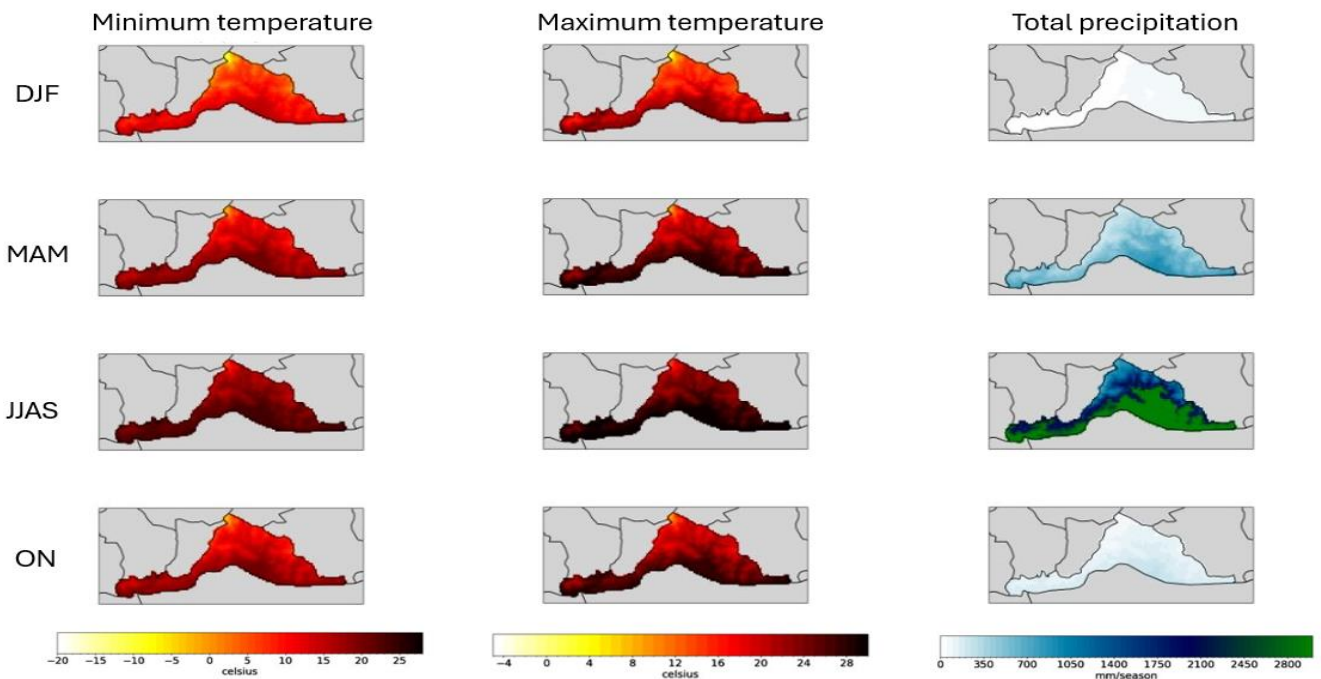 Minimum temperature Maximum temperature Total precipitation
DJF
MAM
JJAS
ON
−20 −15 −10 −5 0 5 10 15 20 25
celsius
−4 0 4 8 12 16 20 24 28
celsius
0 350 700 1050 1400 1750 2100 2450 2800
mm/season